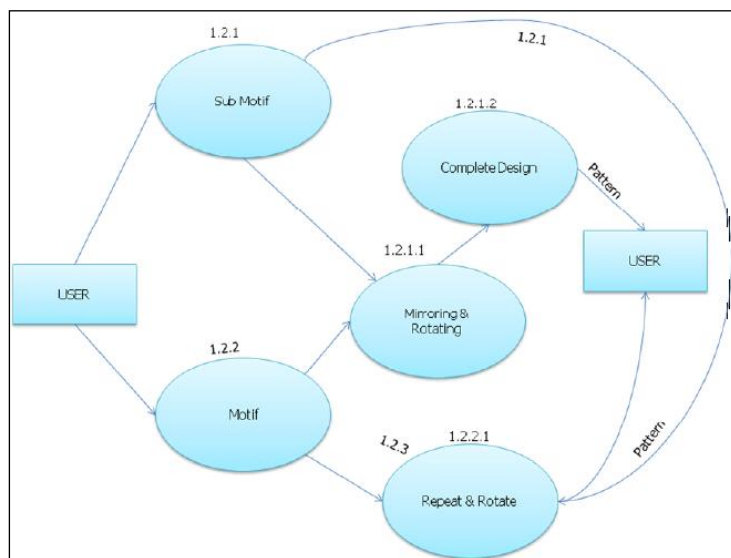 1.2.1
1.2.1
Sub Motif
1.2.1.2
Complete Design
Pattern
1.2.1.1
USER
USER
Mirroring &
Rotating
1.2.2
Motif
1.2.3
1.2.2.1
Pattern
Repeat & Rotate